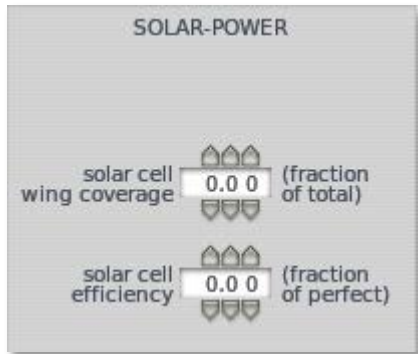 SOLAR-POWER
solar cell
wing coverage
0.0 0
(fraction
of total)
solar cell
efficiency
0.0 0
(fraction
of perfect)